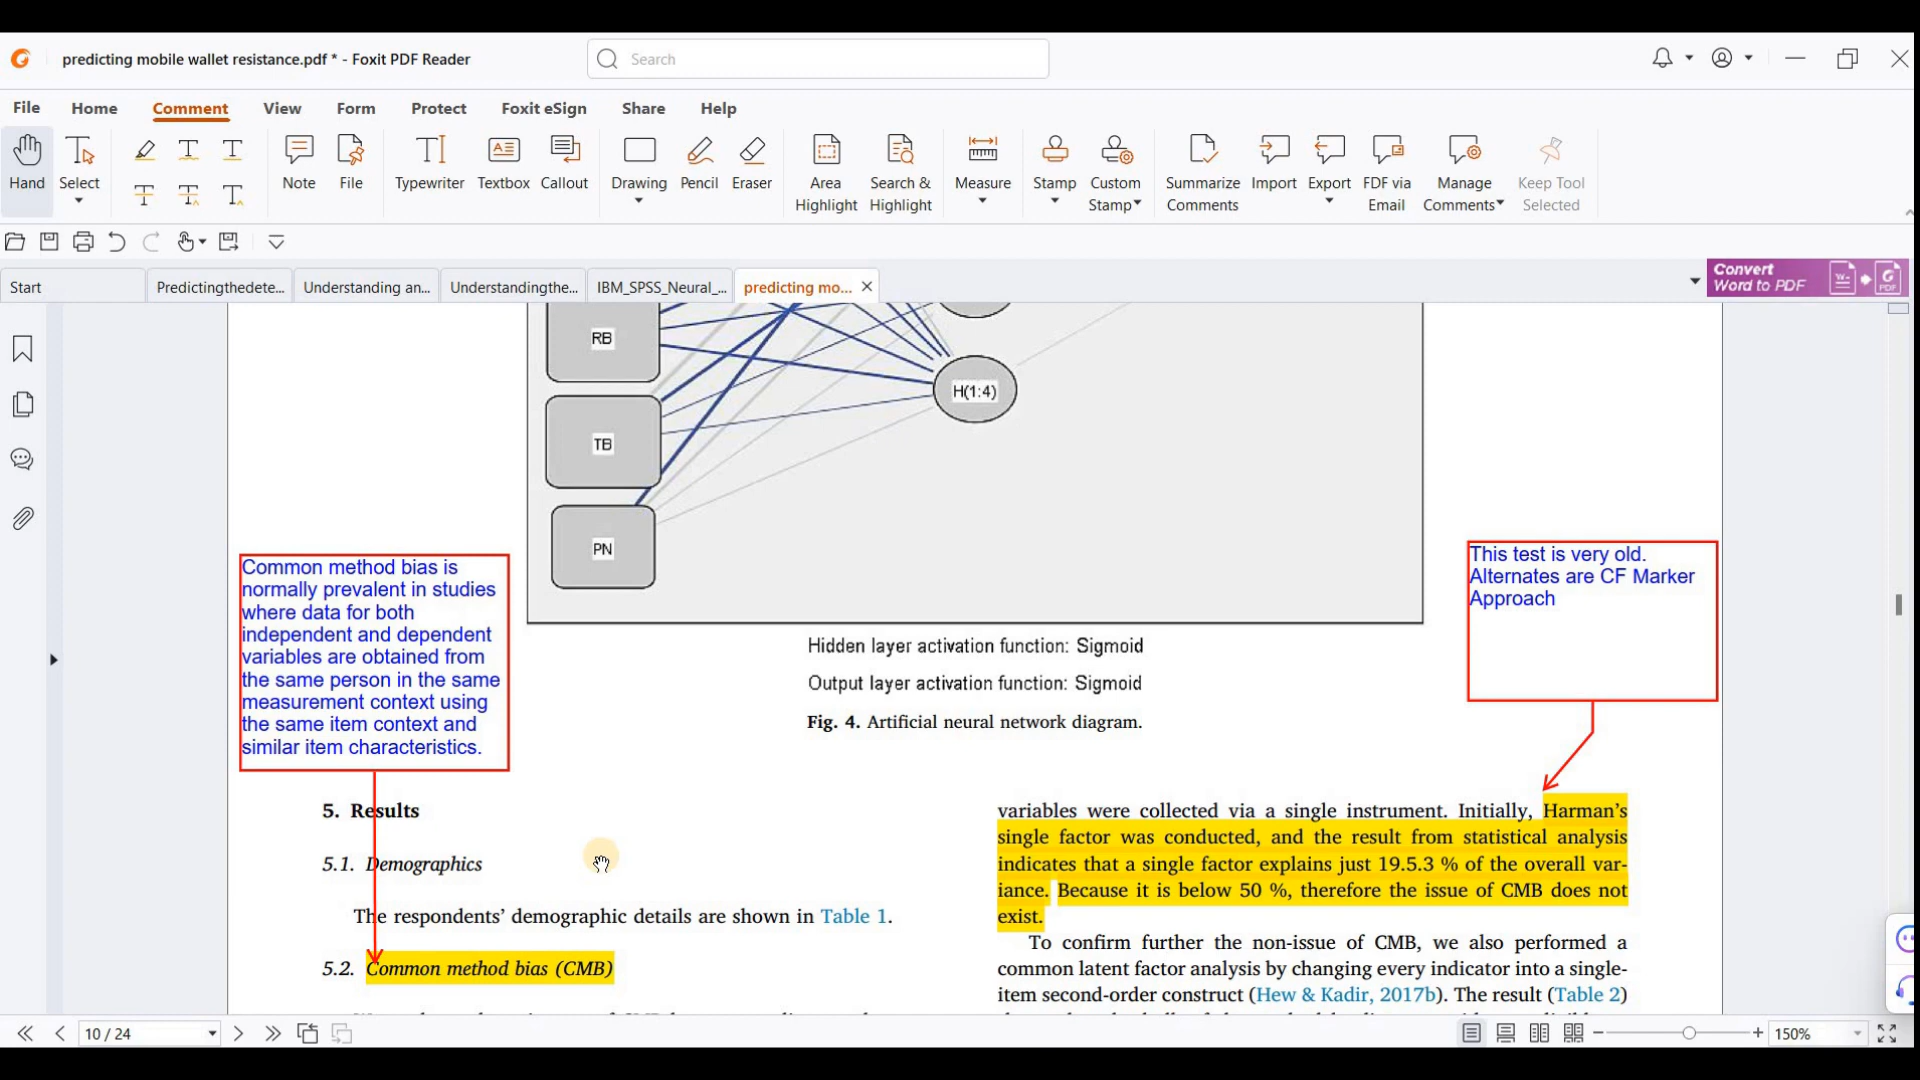 predicting mobile wallet resistance.pdf * - Foxit PDF Reader
Search
File Home Comment View Form Protect Foxit eSign Share Help
Hand
Select
Note
File
Typewriter
Textbox
Callout
Drawing
Pencil
Eraser
Area
Highlight
Search &
Highlight
Measure
Stamp
Custom
Stamp
Summarize
Comments
Import
Export
FDF via
Email
Manage
Comments
Keep Tool
Selected
Start
Predictingthedete...
Understanding an...
Understandingthe...
IBM_SPSS_Neural_...
predicting mo...
Convert
Word to PDF
RB
H(1:4)
TB
PN
Common method bias is
normally prevalent in studies
where data for both
independent and dependent
variables are obtained from
the same person in the same
measurement context using
the same item context and
similar item characteristics.
This test is very old.
Alternates are CF Marker
Approach
Hidden layer activation function: Sigmoid
Output layer activation function: Sigmoid
Fig. 4. Artificial neural network diagram.
5. Results
5.1. Demographics
The respondents' demographic details are shown in Table 1.
5.2. Common method bias (CMB)
variables were collected via a single instrument. Initially, Harman's
single factor was conducted, and the result from statistical analysis
indicates that a single factor explains just 19.5.3 % of the overall var-
iance. Because it is below 50 %, therefore the issue of CMB does not
exist.
To confirm further the non-issue of CMB, we also performed a
common latent factor analysis by changing every indicator into a single-
item second-order construct (Hew & Kadir, 2017b). The result (Table 2)
10 / 24
150%